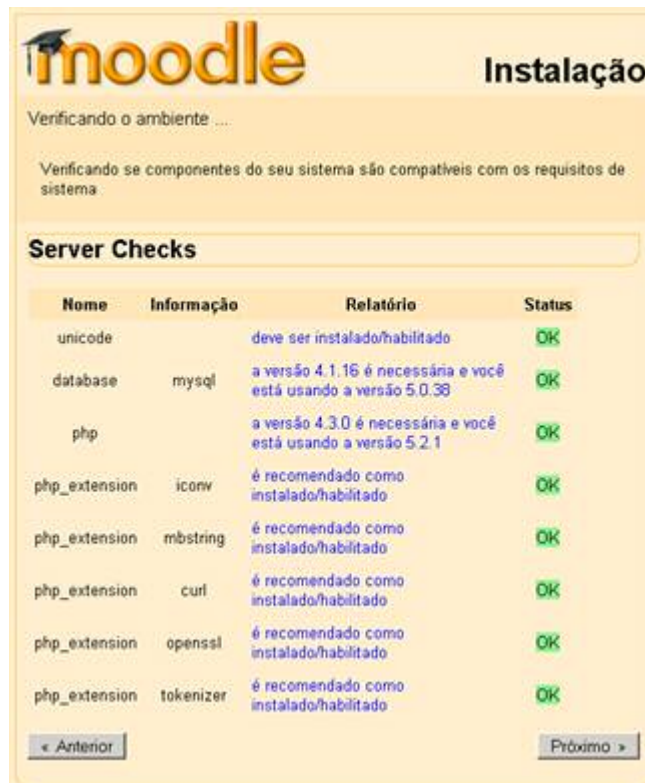 moodle
Instalação
Verificando o ambiente ...
Verificando se componentes do seu sistema são compatíveis com os requisitos de
sistema
Server Checks
Nome Informação Relatório Status
unicode deve ser instalado/habilitado OK
database mysql a versão 4.1.16 é necessária e você
está usando a versão 5.0.38 OK
php a versão 4.3.0 é necessária e você
está usando a versão 5.2.1 OK
php_extension iconv é recomendado como
instalado/habilitado OK
php_extension mbstring é recomendado como
instalado/habilitado OK
php_extension curl é recomendado como
instalado/habilitado OK
php_extension openssl é recomendado como
instalado/habilitado OK
php_extension tokenizer é recomendado como
instalado/habilitado OK
« Anterior Próximo »